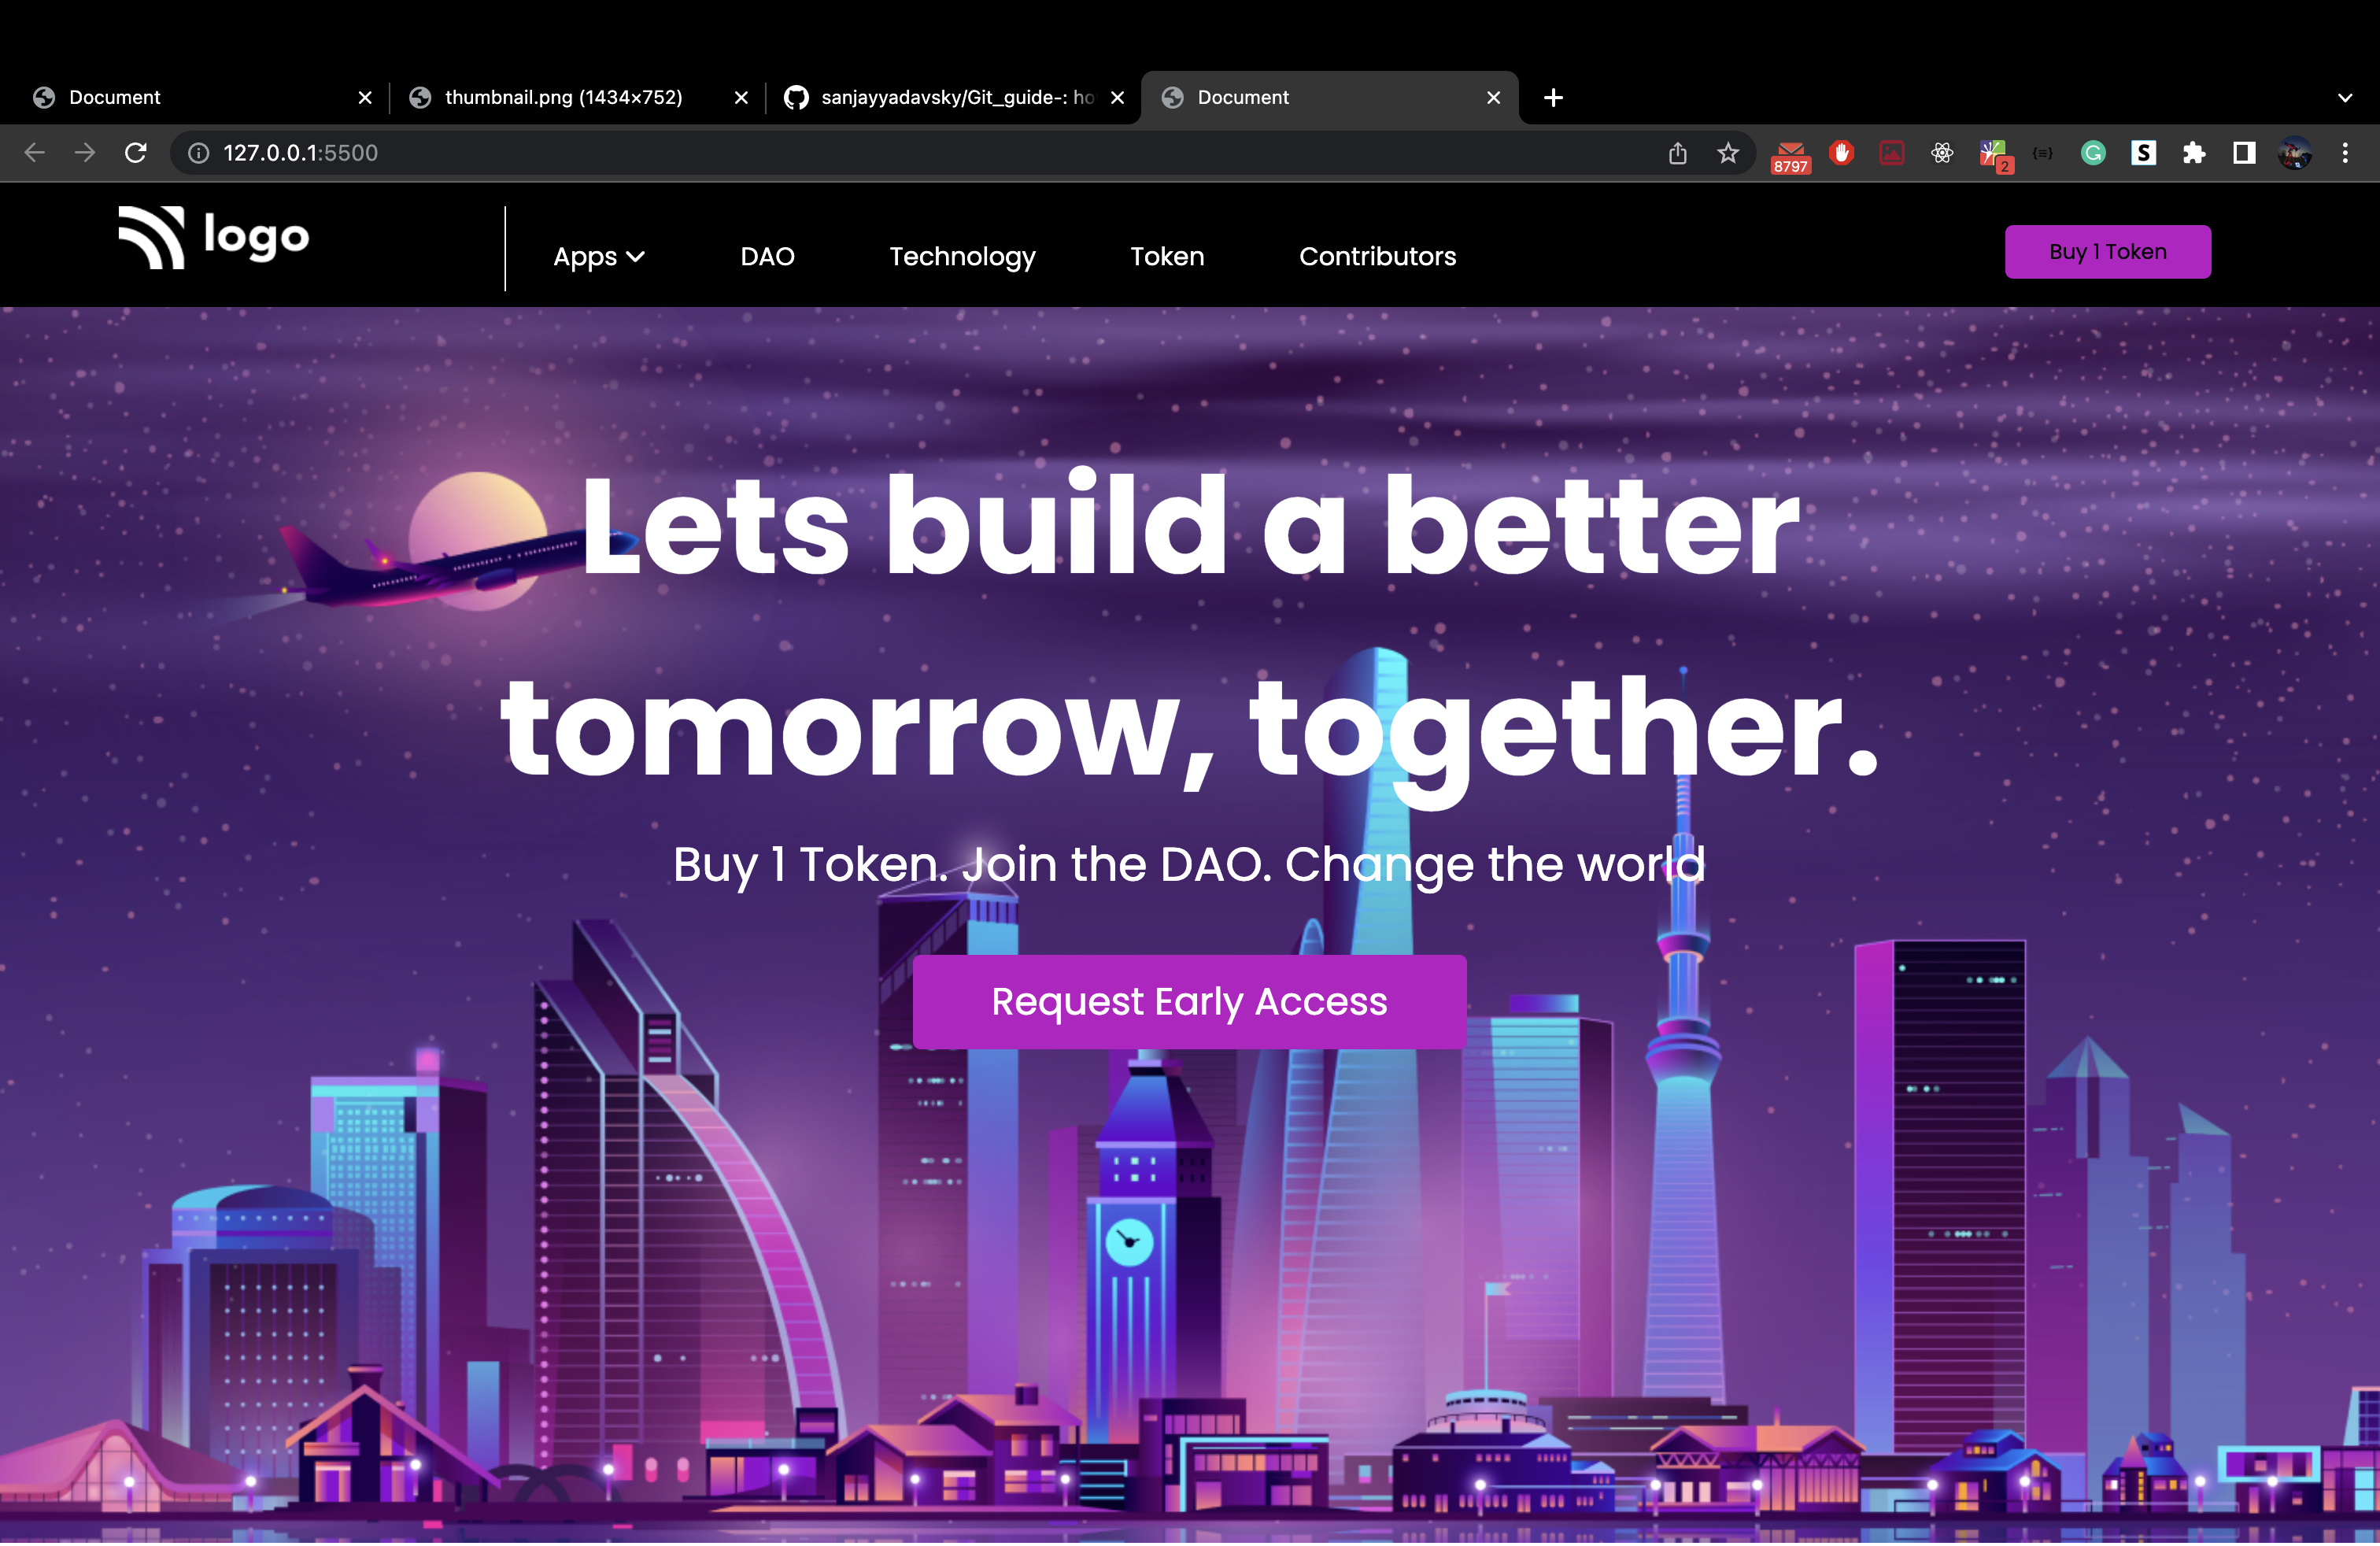 Document
thumbnail.png (1434×752)
sanjayyadavsky/Git_guide-: ho
Document
127.0.0.1:5500
8797
2
logo
Apps
DAO
Technology
Token
Contributors
Buy 1 Token
Lets build a better
tomorrow, together.
Buy 1 Token. Join the DAO. Change the world
Request Early Access